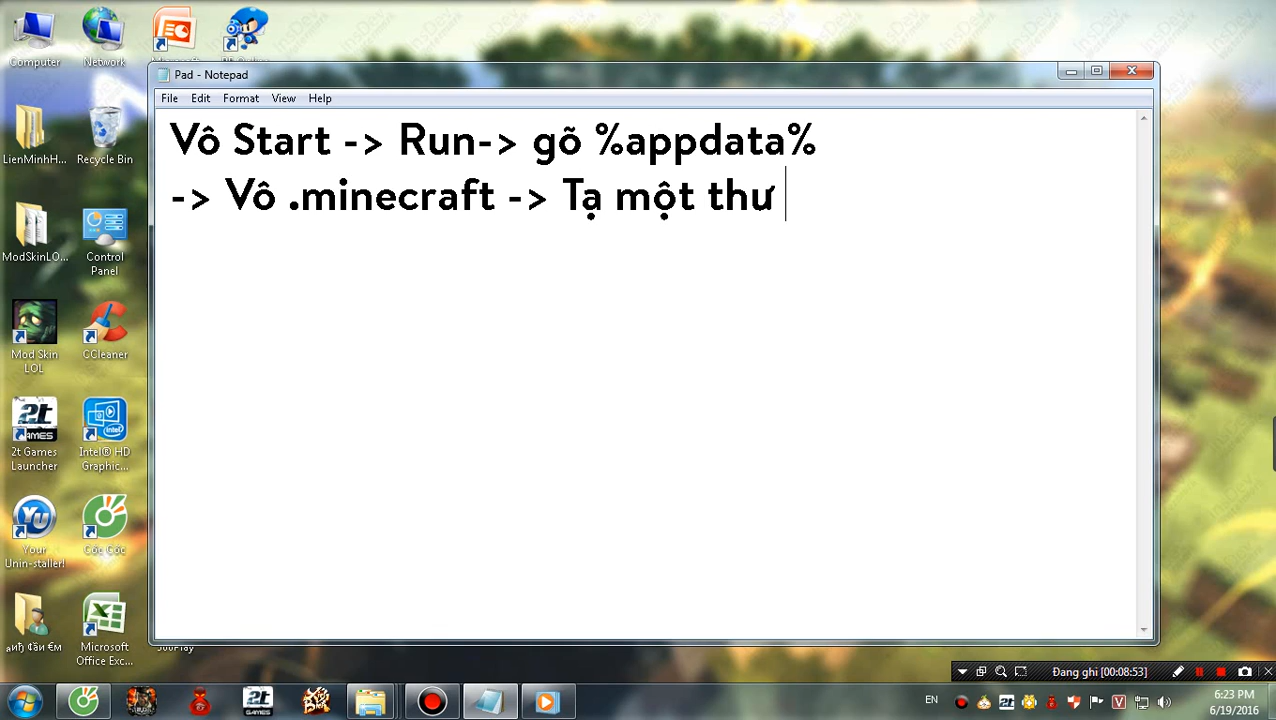 Computer
Network
Pad - Notepad
File Edit Format View Help
Vô Start -> Run-> gõ %appdata%
-> Vô .minecraft -> Tạ một thư
LienMinhH...
Recycle Bin
ModSkinLO...
Control
Panel
Mod Skin
LOL
CCleaner
2t Games
Launcher
Intel® HD
Graphic...
Your
Unin-staller!
Cốc Cốc
Microsoft
Office Exc...
Đang ghi [00:08:53]
EN
6:23 PM
6/19/2016